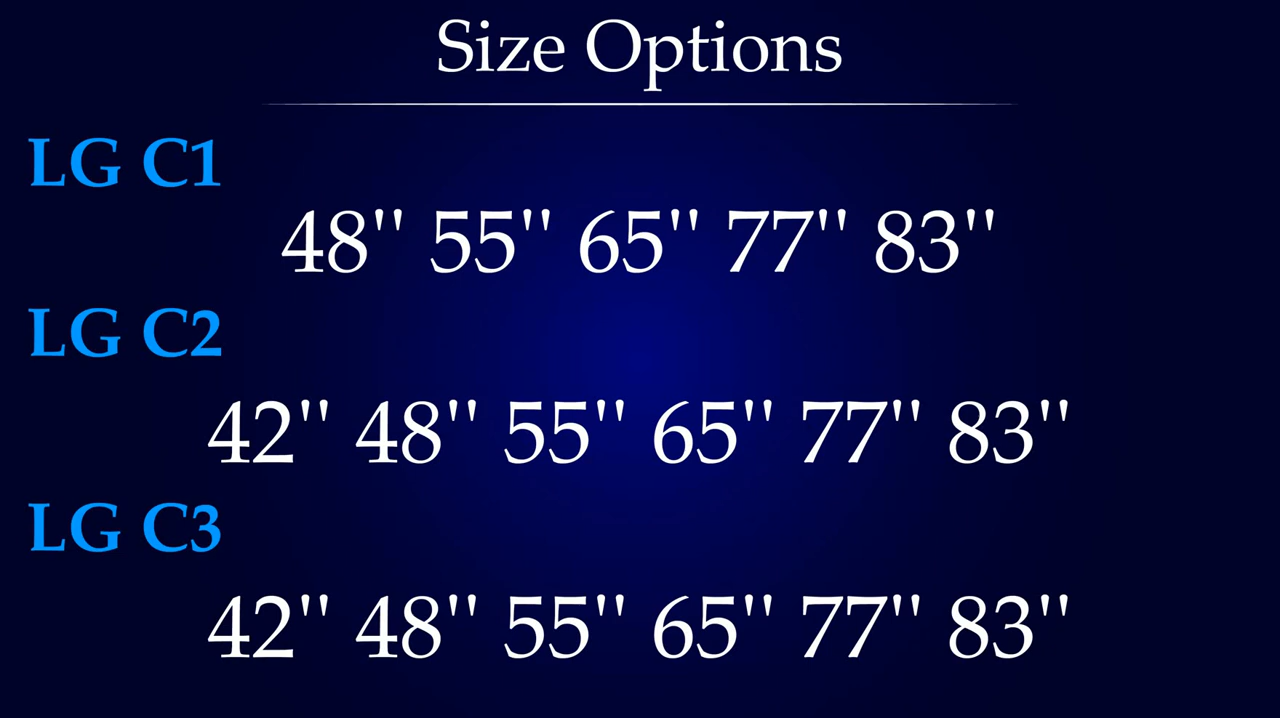 Size Options
LG C1
48" 55" 65" 77" 83"
LG C2
42" 48" 55" 65" 77" 83"
LG C3
42" 48" 55" 65" 77" 83"